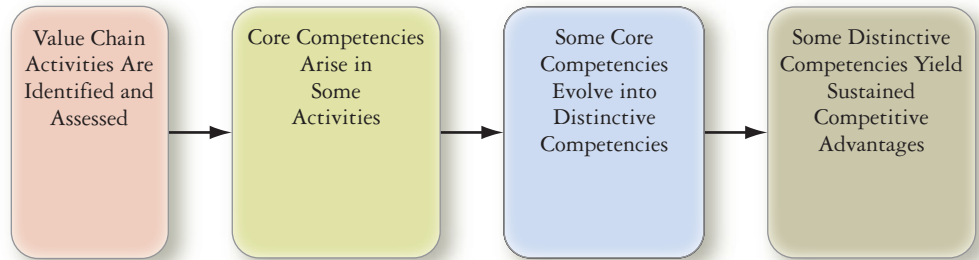 Value Chain
Activities Are
Identified and
Assessed
Core Competencies
Arise in
Some
Activities
Some Core
Competencies
Evolve into
Distinctive
Competencies
Some Distinctive
Competencies Yield
Sustained
Competitive
Advantages